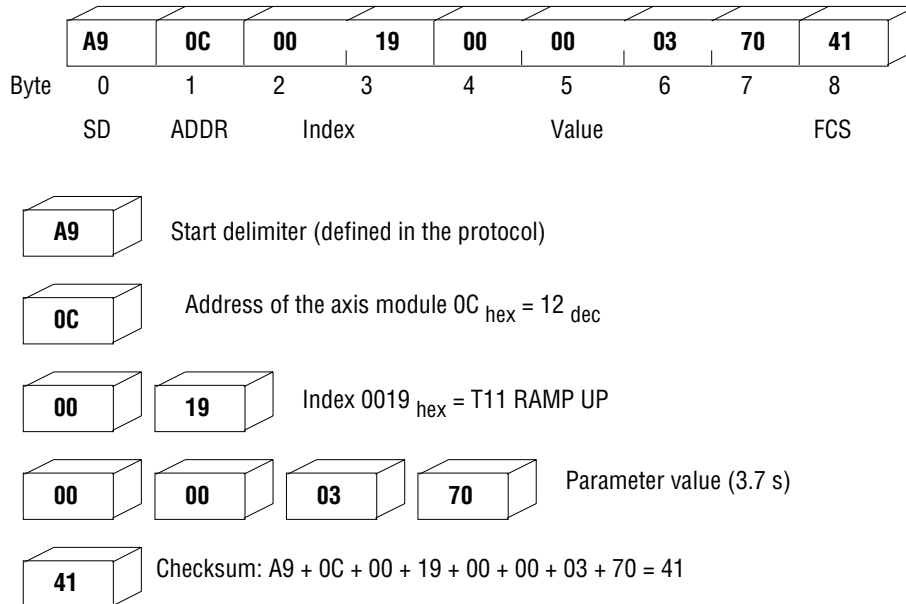 A9 0C 00 19 00 00 03 70 41
Byte 0 1 2 3 4 5 6 7 8
SD ADDR Index Value FCS
A9 Start delimiter (defined in the protocol)
0C Address of the axis module 0C hex = 12 dec
00 19 Index 0019 hex = T11 RAMP UP
00 00 03 70 Parameter value (3.7 s)
41 Checksum: A9 + 0C + 00 + 19 + 00 + 00 + 03 + 70 = 41